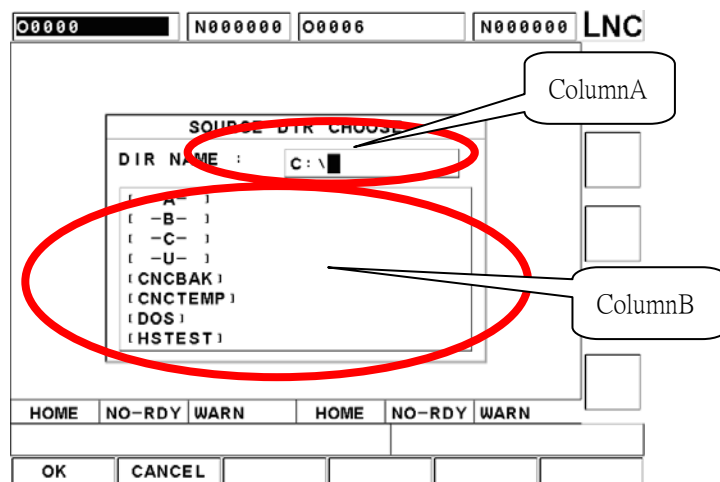 O0000 N000000 O0006 N000000 LNC
ColumnA
SOURCE DIR CHOOSE
DIR NAME : C:\
[ -A- ]
[ -B- ]
[ -C- ]
[ -U- ]
[CNCBAK]
[CNCTEMP]
[DOS]
[HSTEST]
ColumnB
HOME NO-RDY WARN HOME NO-RDY WARN
OK CANCEL